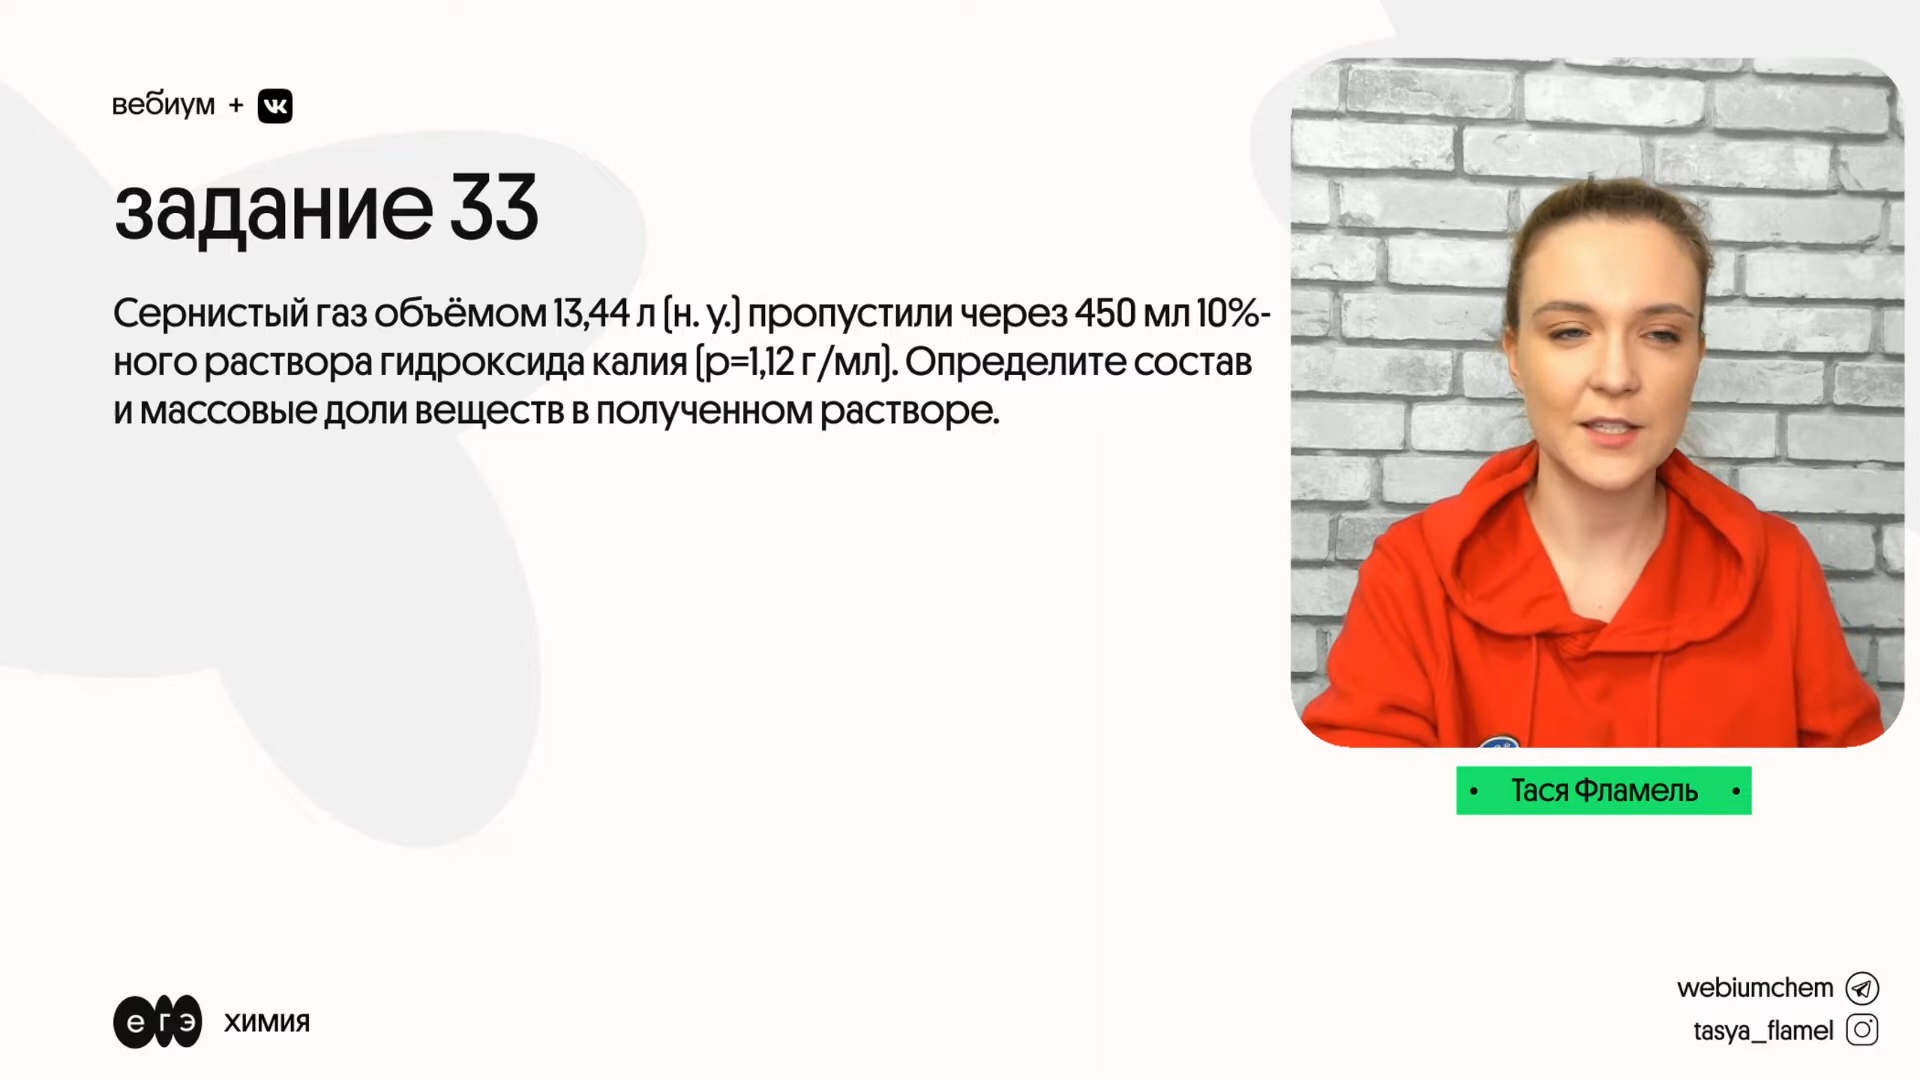 вебиум +
задание 33
Сернистый газ объёмом 13,44 л (н. у.) пропустили через 450 мл 10%-
ного раствора гидроксида калия (р=1,12 г/мл). Определите состав
и массовые доли веществ в полученном растворе.
• Тася Фламель •
егэ химия
webiumchem
tasya_flamel